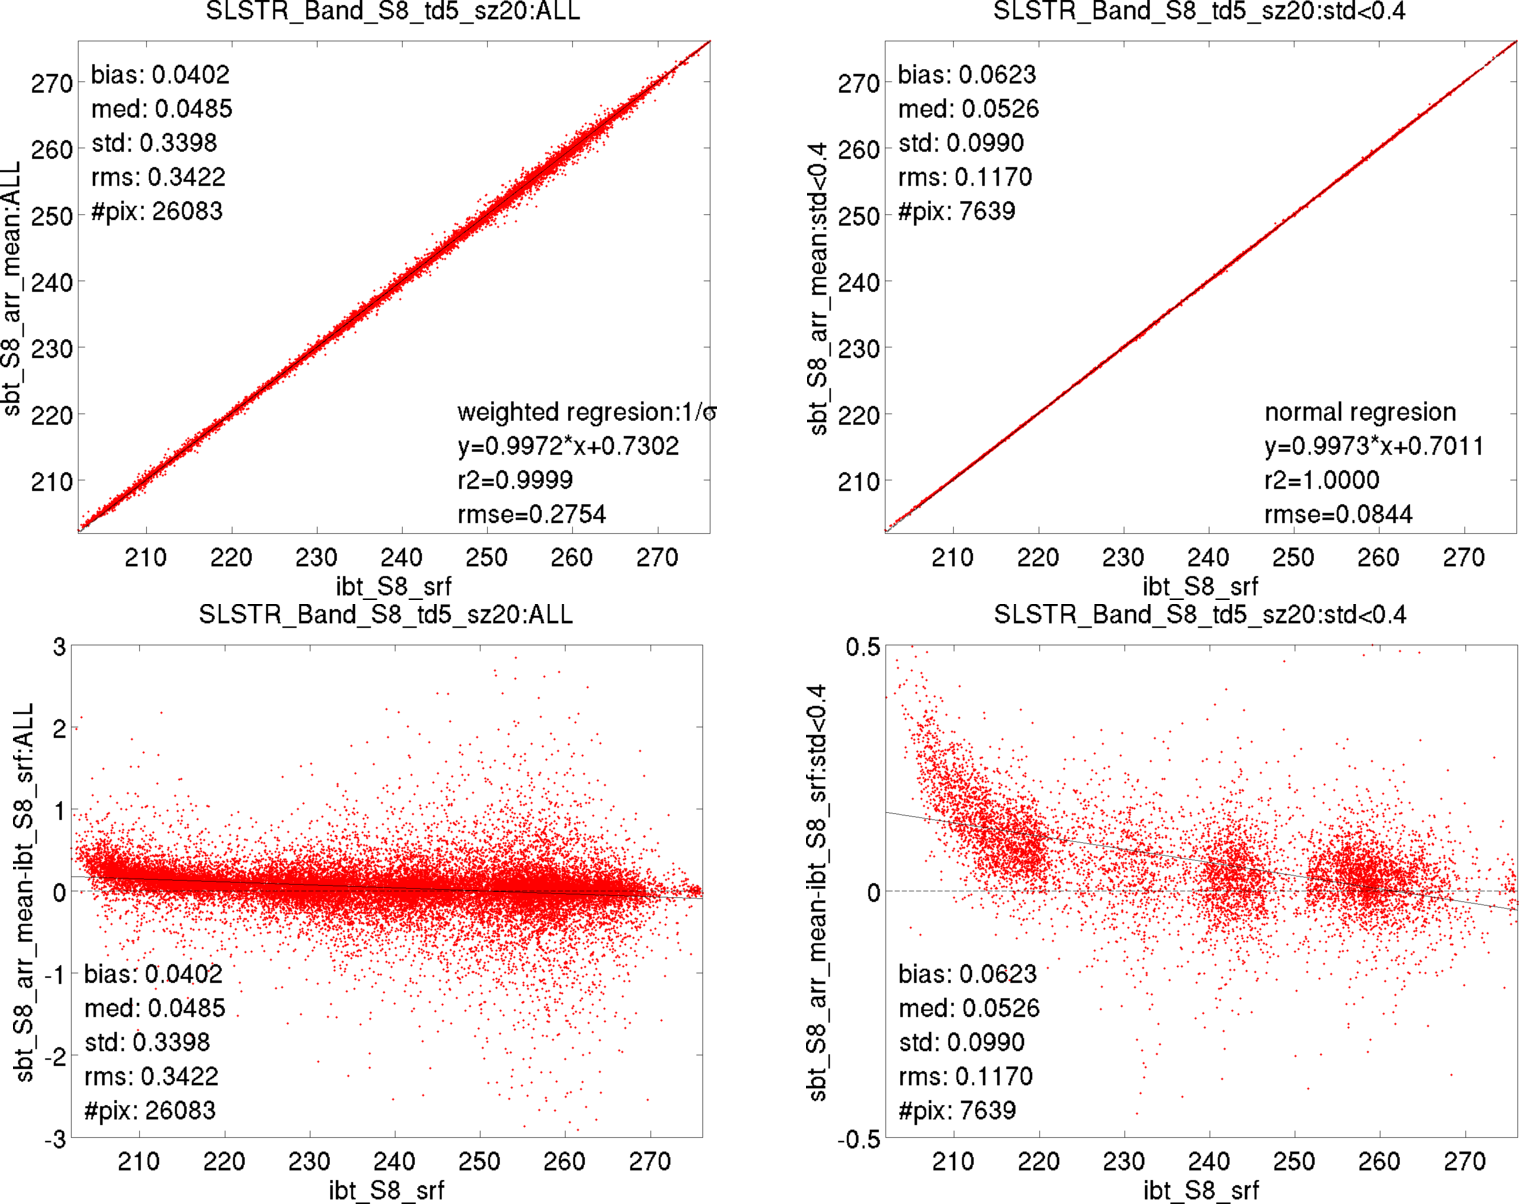 SLSTR_Band_S8_td5_sz20:ALL
bias: 0.0402
med: 0.0485
std: 0.3398
rms: 0.3422
#pix: 26083
weighted regresion:1/σ
y=0.9972*x+0.7302
r2=0.9999
rmse=0.2754
270
260
250
240
230
220
210
sbt_S8_arr_mean:ALL
210 220 230 240 250 260 270
ibt_S8_srf
SLSTR_Band_S8_td5_sz20:std<0.4
bias: 0.0623
med: 0.0526
std: 0.0990
rms: 0.1170
#pix: 7639
normal regresion
y=0.9973*x+0.7011
r2=1.0000
rmse=0.0844
270
260
250
240
230
220
210
sbt_S8_arr_mean:std<0.4
210 220 230 240 250 260 270
ibt_S8_srf
SLSTR_Band_S8_td5_sz20:ALL
3
2
1
0
-1
-2
-3
sbt_S8_arr_mean-ibt_S8_srf:ALL
bias: 0.0402
med: 0.0485
std: 0.3398
rms: 0.3422
#pix: 26083
210 220 230 240 250 260 270
ibt_S8_srf
SLSTR_Band_S8_td5_sz20:std<0.4
0.5
0
-0.5
sbt_S8_arr_mean-ibt_S8_srf:std<0.4
bias: 0.0623
med: 0.0526
std: 0.0990
rms: 0.1170
#pix: 7639
210 220 230 240 250 260 270
ibt_S8_srf